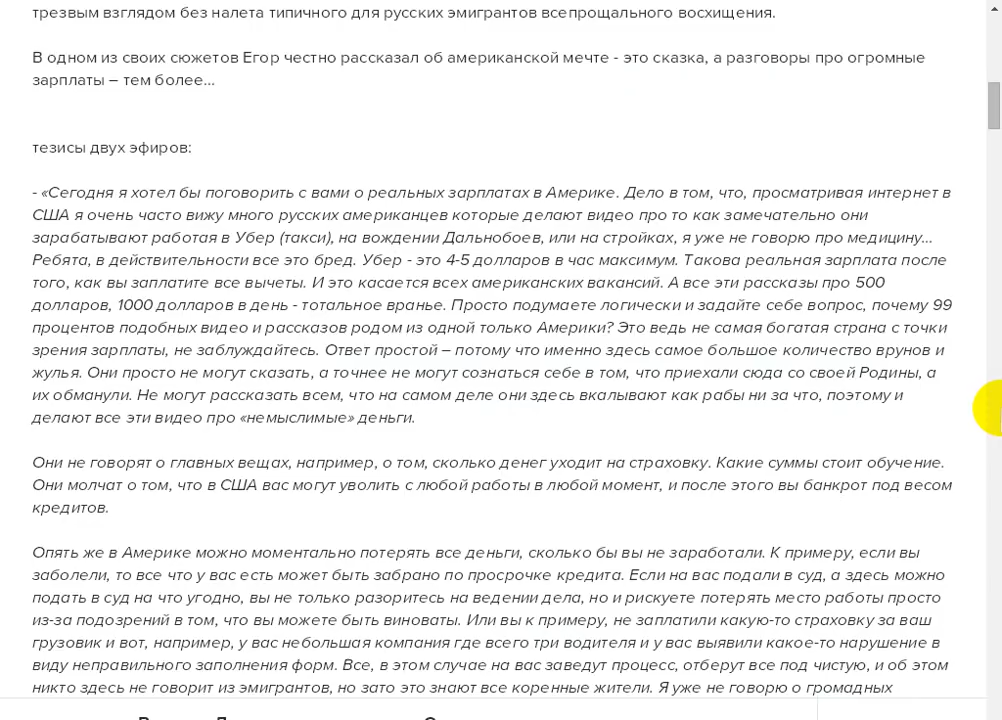 трезвым взглядом без налета типичного для русских эмигрантов всепрощального восхищения.
В одном из своих сюжетов Егор честно рассказал об американской мечте - это сказка, а разговоры про огромные
зарплаты – тем более...
тезисы двух эфиров:
- «Сегодня я хотел бы поговорить с вами о реальных зарплатах в Америке. Дело в том, что, просматривая интернет в
США я очень часто вижу много русских американцев которые делают видео про то как замечательно они
зарабатывают работая в Убер (такси), на вождении Дальнобоев, или на стройках, я уже не говорю про медицину...
Ребята, в действительности все это бред. Убер - это 4-5 долларов в час максимум. Такова реальная зарплата после
того, как вы заплатите все вычеты. И это касается всех американских вакансий. А все эти рассказы про 500
долларов, 1000 долларов в день - тотальное вранье. Просто подумаете логически и задайте себе вопрос, почему 99
процентов подобных видео и рассказов родом из одной только Америки? Это ведь не самая богатая страна с точки
зрения зарплаты, не заблуждайтесь. Ответ простой – потому что именно здесь самое большое количество врунов и
жулья. Они просто не могут сказать, а точнее не могут сознаться себе в том, что приехали сюда со своей Родины, а
их обманули. Не могут рассказать всем, что на самом деле они здесь вкалывают как рабы ни за что, поэтому и
делают все эти видео про «немыслимые» деньги.
Они не говорят о главных вещах, например, о том, сколько денег уходит на страховку. Какие суммы стоит обучение.
Они молчат о том, что в США вас могут уволить с любой работы в любой момент, и после этого вы банкрот под весом
кредитов.
Опять же в Америке можно моментально потерять все деньги, сколько бы вы не заработали. К примеру, если вы
заболели, то все что у вас есть может быть забрано по просрочке кредита. Если на вас подали в суд, а здесь можно
подать в суд на что угодно, вы не только разоритесь на ведении дела, но и рискуете потерять место работы просто
из-за подозрений в том, что вы можете быть виноваты. Или вы к примеру, не заплатили какую-то страховку за ваш
грузовик и вот, например, у вас небольшая компания где всего три водителя и у вас выявили какое-то нарушение в
виду неправильного заполнения форм. Все, в этом случае на вас заведут процесс, отберут все под чистую, и об этом
никто здесь не говорит из эмигрантов, но зато это знают все коренные жители. Я уже не говорю о громадных